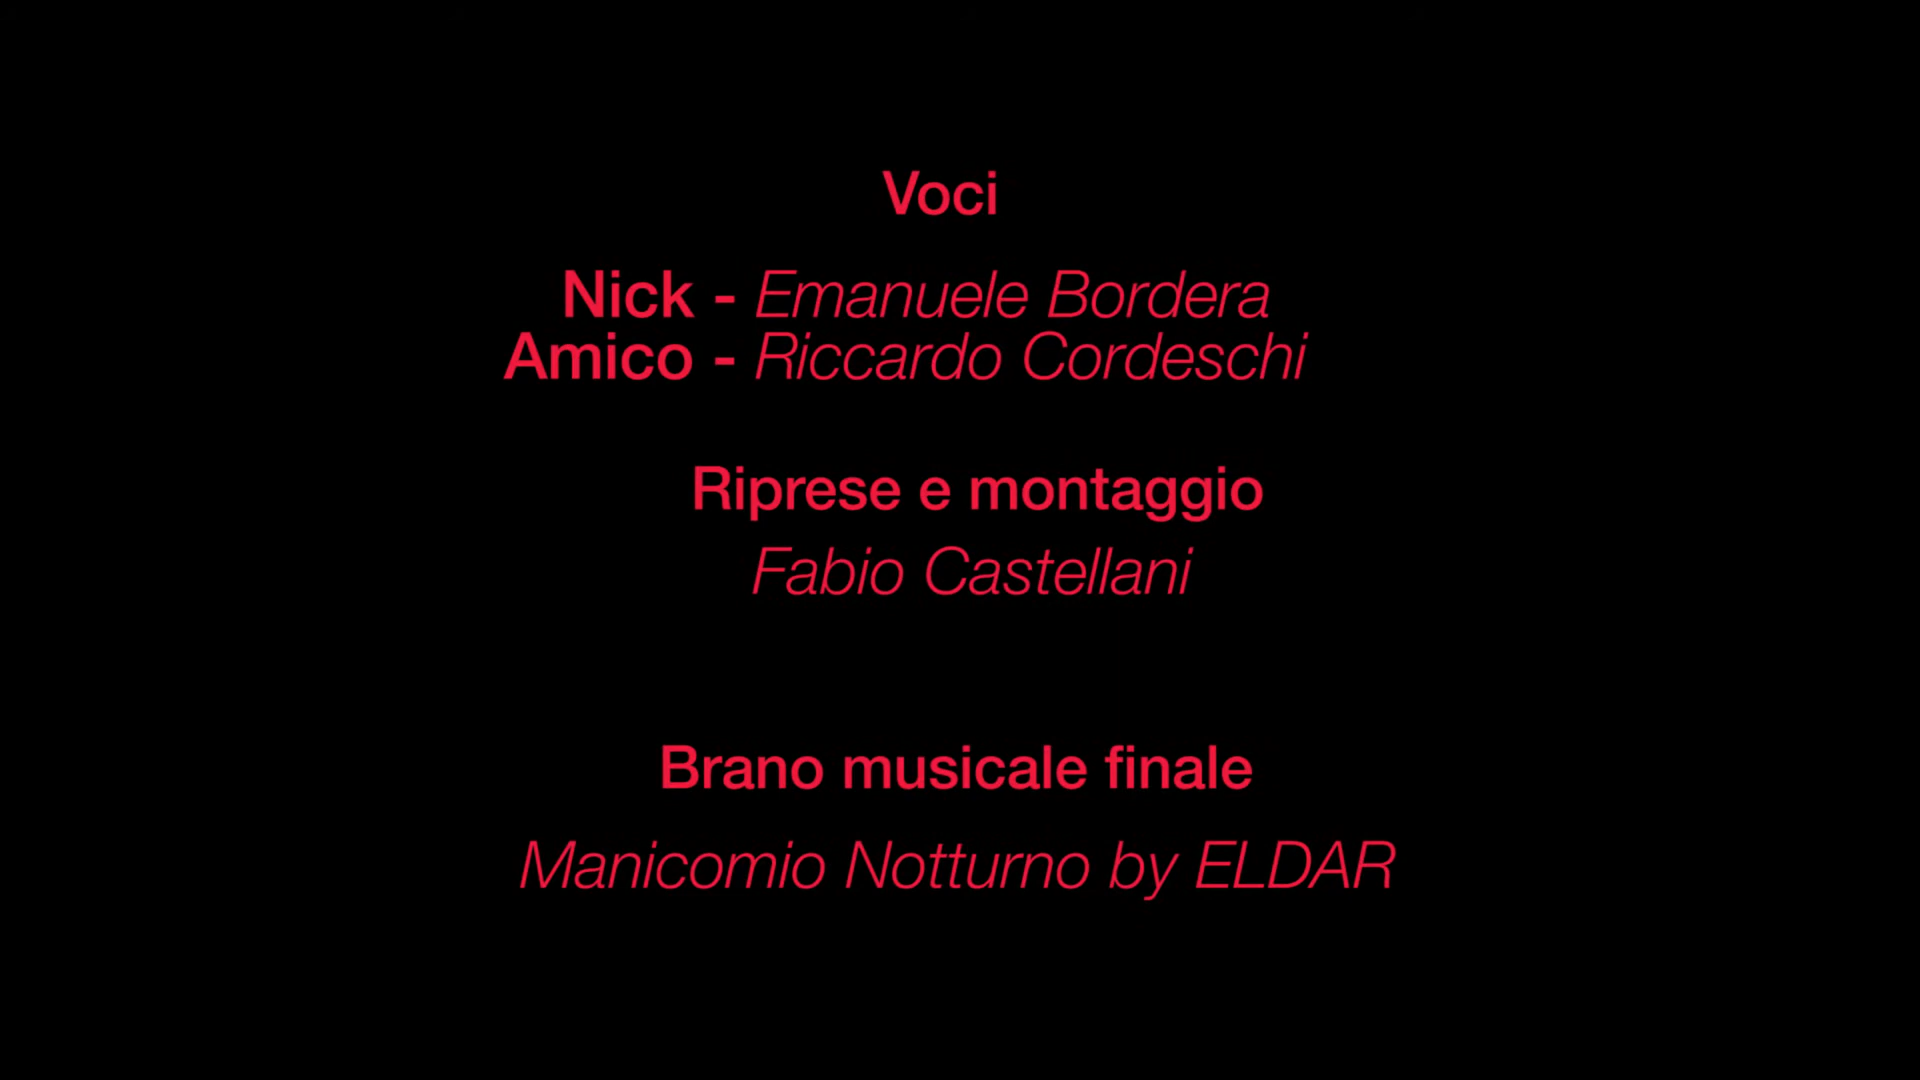 Voci
Nick - Emanuele Bordera
Amico - Riccardo Cordeschi
Riprese e montaggio
Fabio Castellani
Brano musicale finale
Manicomio Notturno by ELDAR